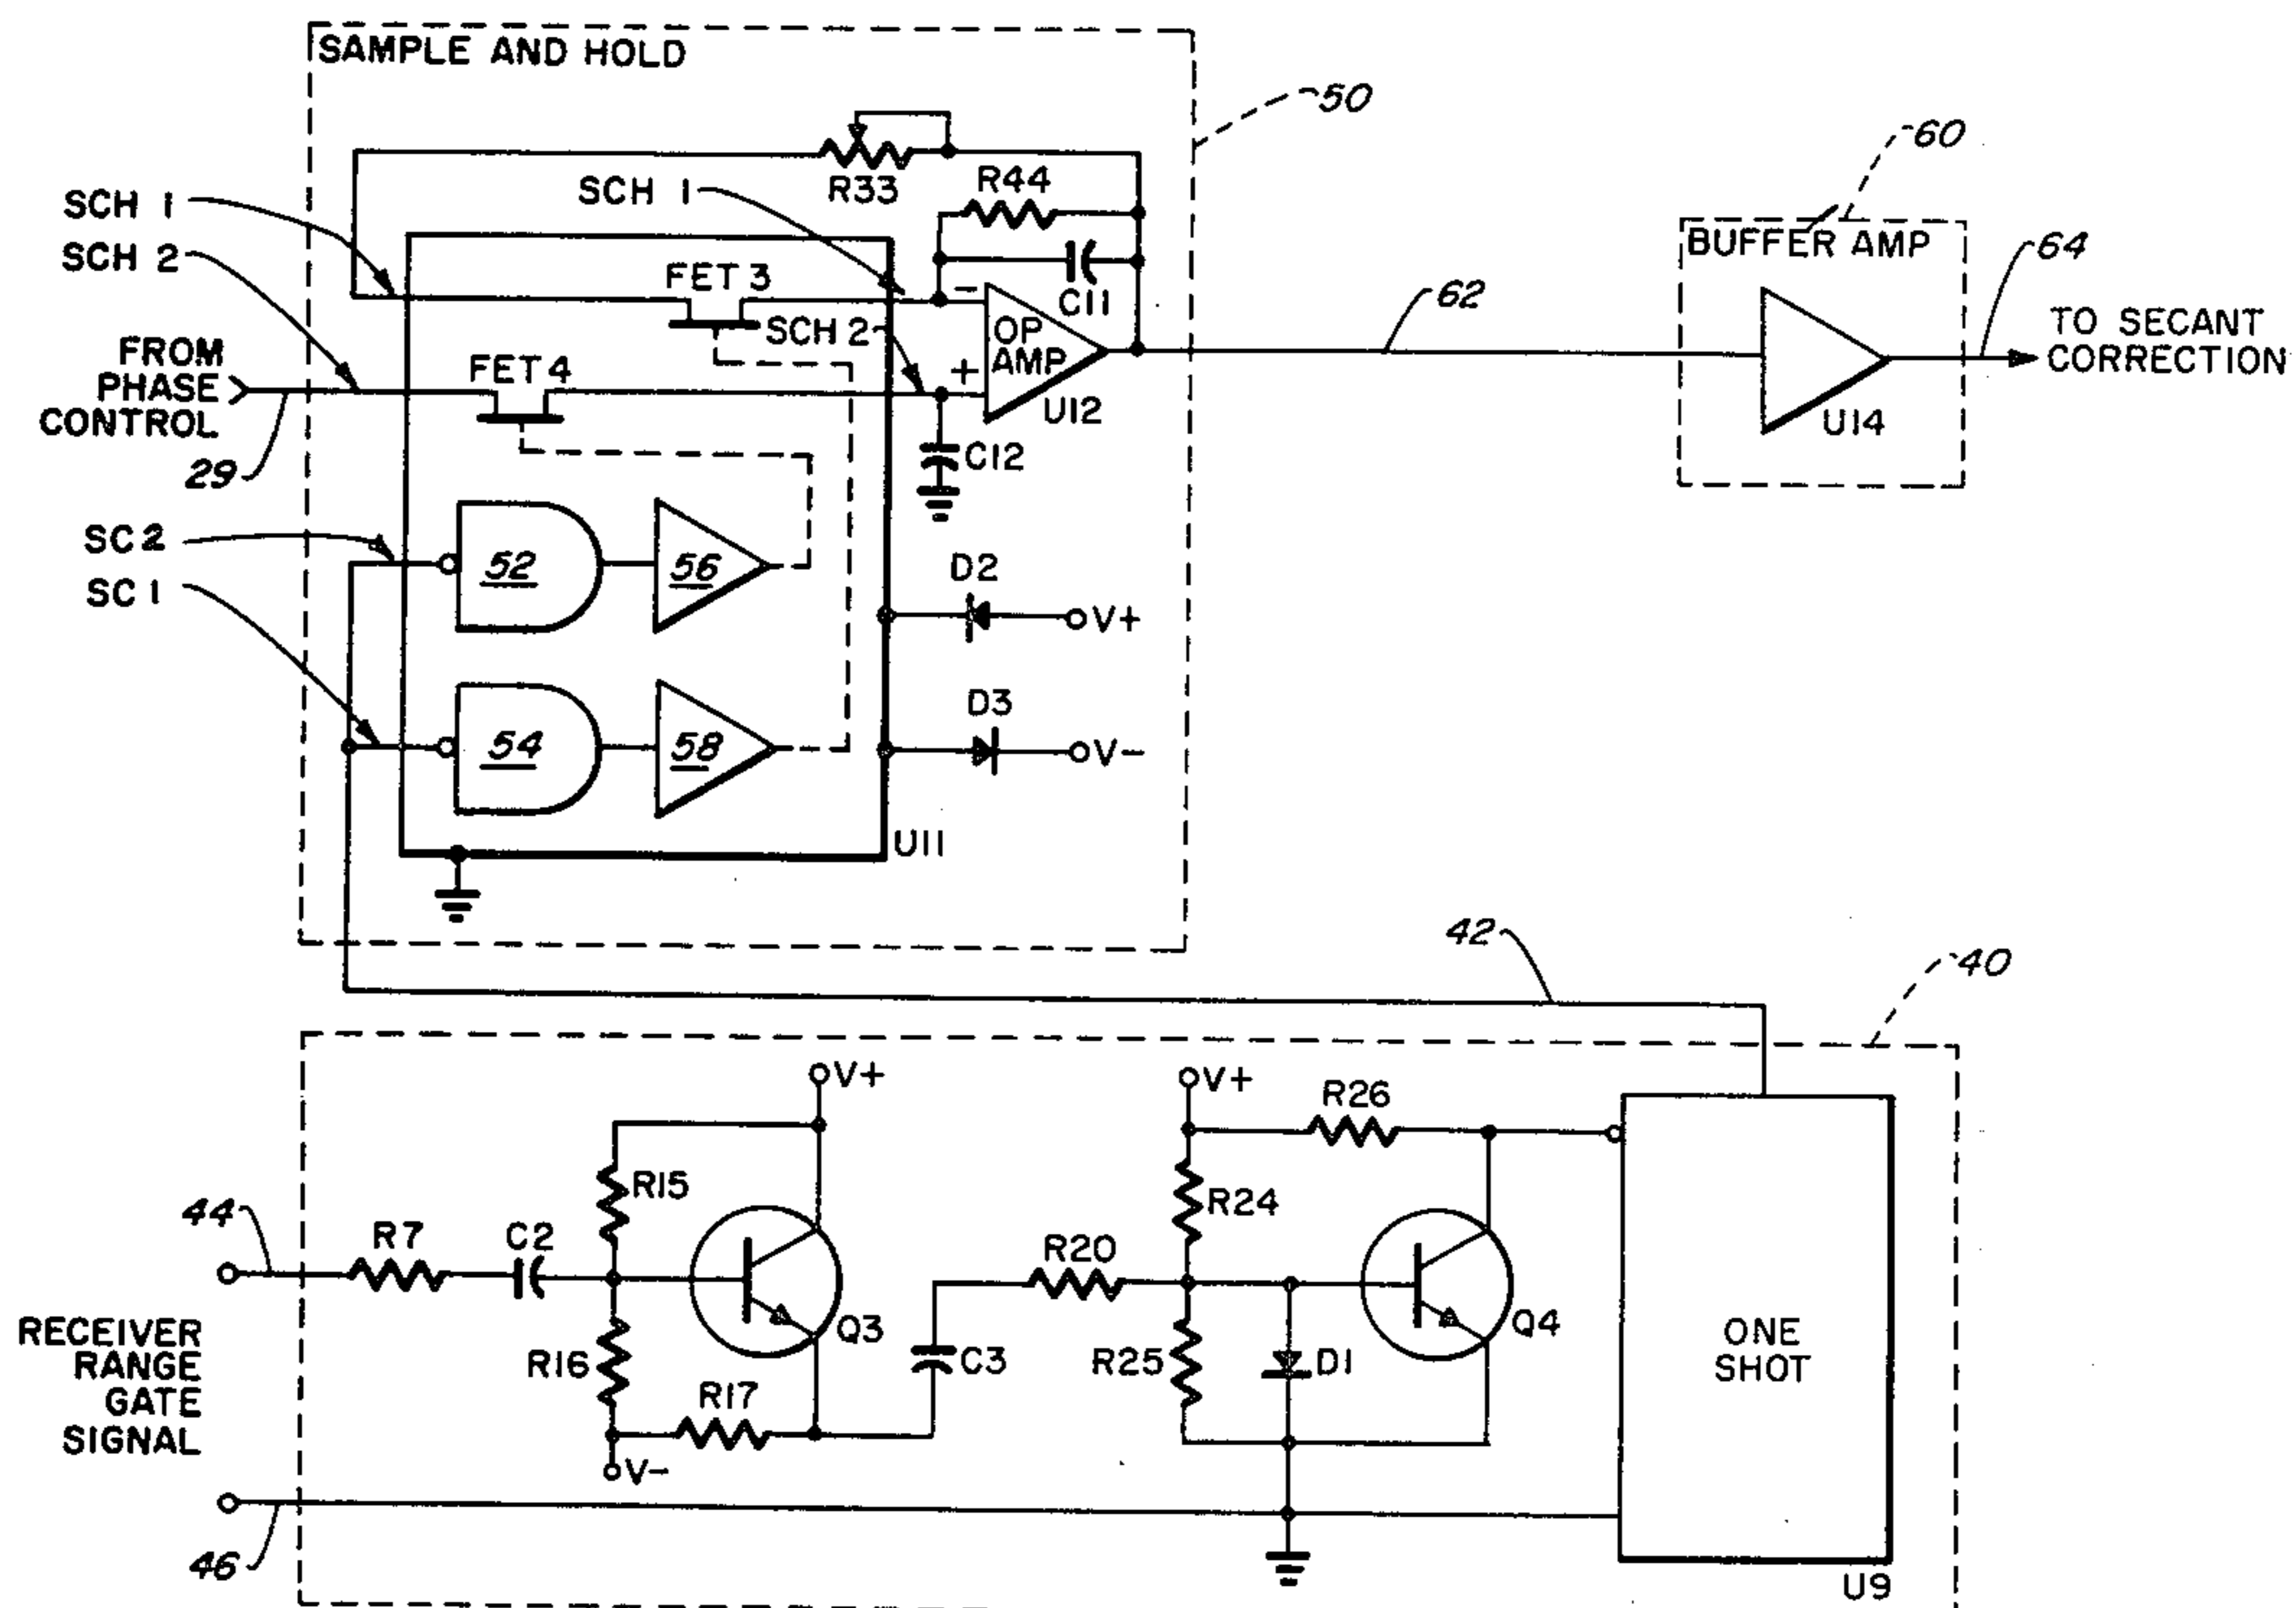 SAMPLE AND HOLD
50
60
R33
R44
SCH 1
SCH 1
SCH 2
FET 3
C11
SCH 2
BUFFER AMP
64
62
FROM
PHASE
CONTROL
29
FET 4
-
+
OP
AMP
U12
C12
U14
TO SECANT
CORRECTION
SC 2
SC 1
52
56
54
58
D2
V+
D3
V-
U11
42
40
V+
V+
R26
R15
R24
44
R7
C2
Q3
R20
Q4
R16
R17
C3
R25
D1
ONE
SHOT
RECEIVER
RANGE
GATE
SIGNAL
V-
46
U9